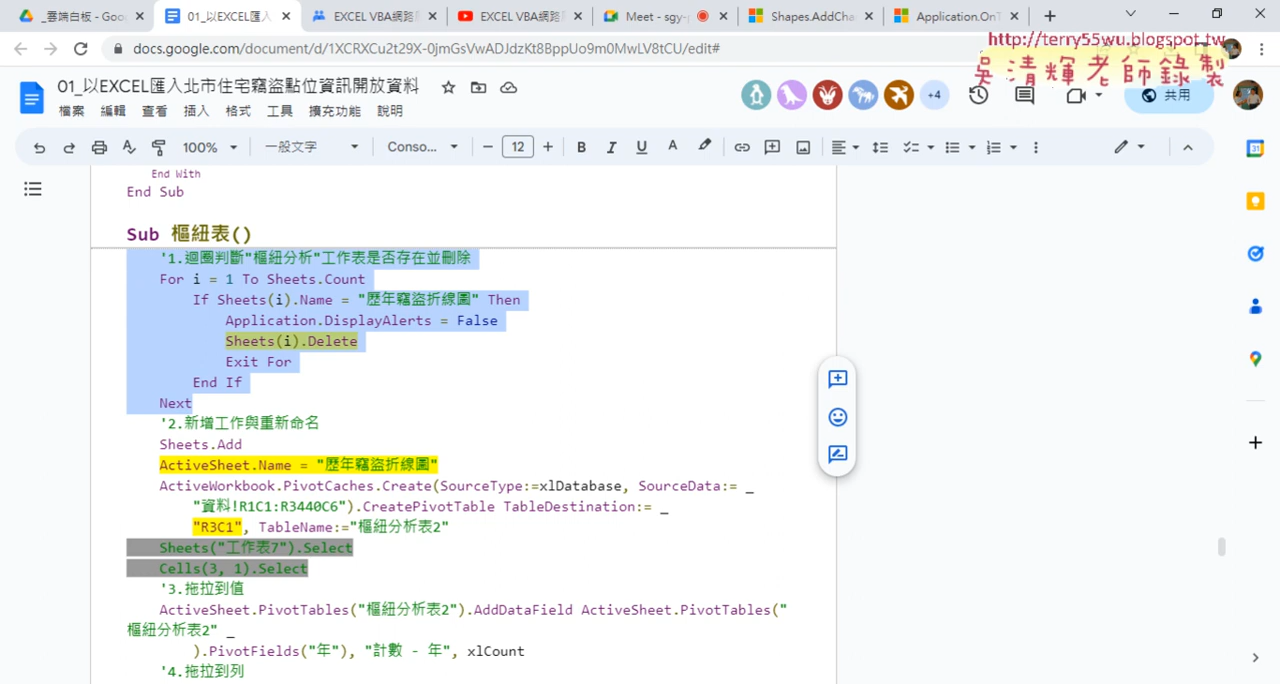 _雲端白板 - Goo
01_以EXCEL匯入
EXCEL VBA網路
EXCEL VBA網路
Meet - sgy-
Shapes.AddCha
Application.OnT
docs.google.com/document/d/1XCRXCu2t29X-0jmGsVwADJdzKt8BppUo9m0MwLV8tCU/edit#
http://terry55wu.blogspot.tw
吳清輝老師錄製
01_以EXCEL匯入北市住宅竊盜點位資訊開放資料
檔案 編輯 查看 插入 格式 工具 擴充功能 說明
+4
共用
100% 一般文字 Conso... 12 B I U A
End With
End Sub
Sub 樞紐表()
'1.迴圈判斷"樞紐分析"工作表是否存在並刪除
For i = 1 To Sheets.Count
If Sheets(i).Name = "歷年竊盜折線圖" Then
Application.DisplayAlerts = False
Sheets(i).Delete
Exit For
End If
Next
'2.新增工作與重新命名
Sheets.Add
ActiveSheet.Name = "歷年竊盜折線圖"
ActiveWorkbook.PivotCaches.Create(SourceType:=xlDatabase, SourceData:= _
"資料!R1C1:R3440C6").CreatePivotTable TableDestination:= _
"R3C1", TableName:="樞紐分析表2"
Sheets("工作表7").Select
Cells(3, 1).Select
'3.拖拉到值
ActiveSheet.PivotTables("樞紐分析表2").AddDataField ActiveSheet.PivotTables("
樞紐分析表2" _
).PivotFields("年"), "計數 - 年", xlCount
'4.拖拉到列